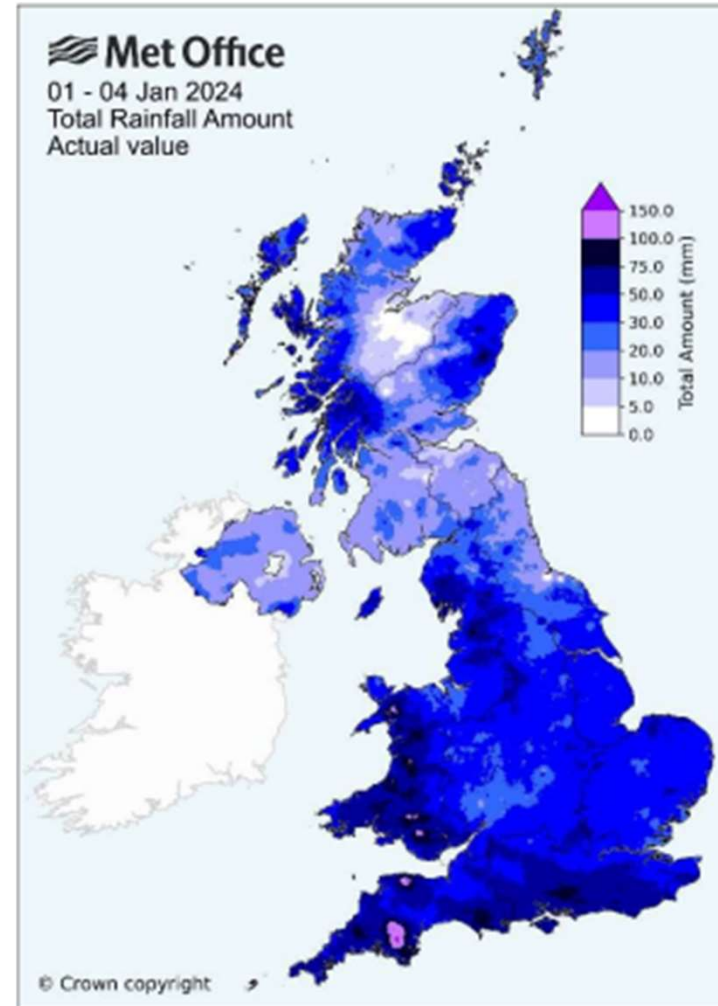 Met Office
01 - 04 Jan 2024
Total Rainfall Amount
Actual value
150.0
100.0
75.0
50.0
30.0
20.0
10.0
5.0
0.0
Total Amount (mm)
© Crown copyright